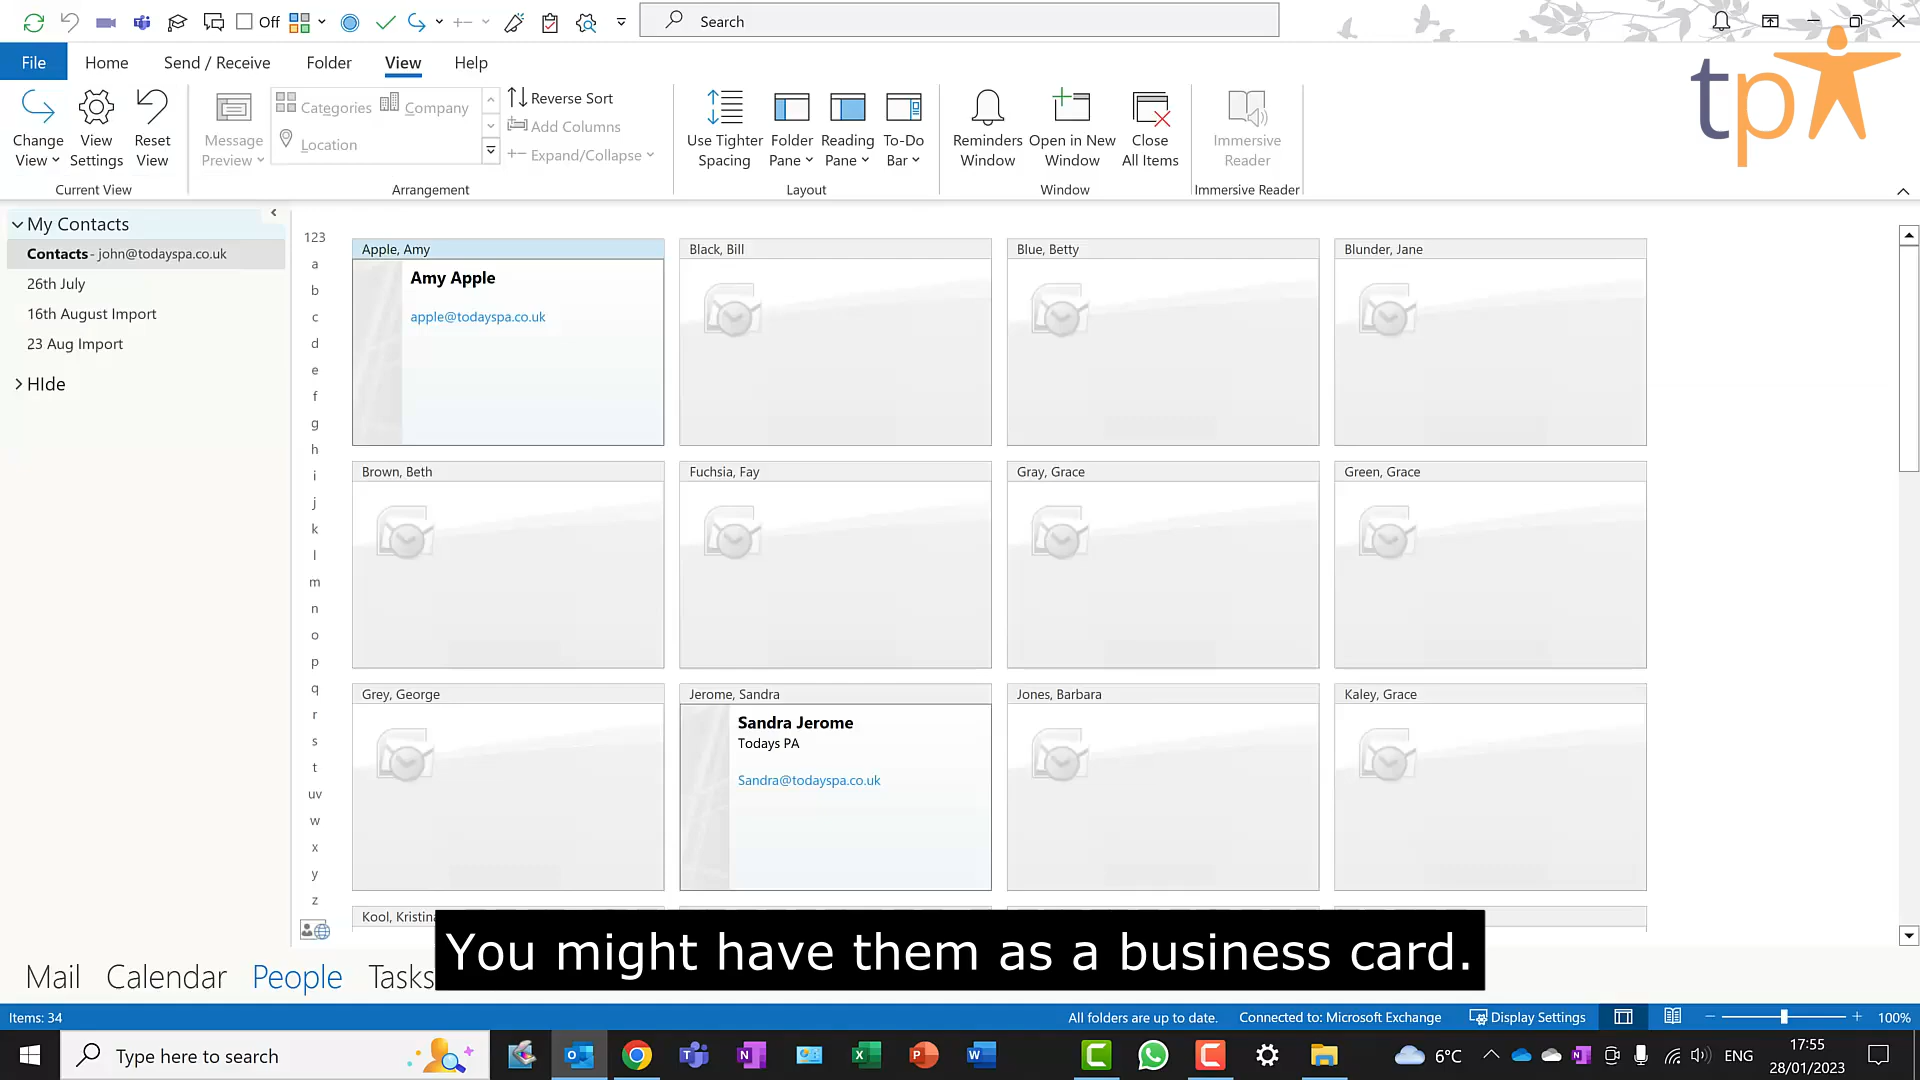 Off
Search
File
Home
Send / Receive
Folder
View
Help
Change View
View Settings
Reset View
Current View
Message Preview
Categories
Company
Location
Reverse Sort
Add Columns
Expand/Collapse
Arrangement
Use Tighter Spacing
Folder Pane
Reading Pane
To-Do Bar
Layout
Reminders Window
Open in New Window
Close All Items
Window
Immersive Reader
Immersive Reader
tp
My Contacts
Contacts - john@todayspa.co.uk
26th July
16th August Import
23 Aug Import
HIde
123
a
b
c
d
e
f
g
h
i
j
k
l
m
n
o
p
q
r
s
t
uv
w
x
y
z
Apple, Amy
Amy Apple
apple@todayspa.co.uk
Black, Bill
Blue, Betty
Blunder, Jane
Brown, Beth
Fuchsia, Fay
Gray, Grace
Green, Grace
Grey, George
Jerome, Sandra
Sandra Jerome
Todays PA
Sandra@todayspa.co.uk
Jones, Barbara
Kaley, Grace
Kool, Kristina
You might have them as a business card.
Mail
Calendar
People
Tasks
Items: 34
All folders are up to date.
Connected to: Microsoft Exchange
Display Settings
100%
Type here to search
6°C
ENG
17:55
28/01/2023